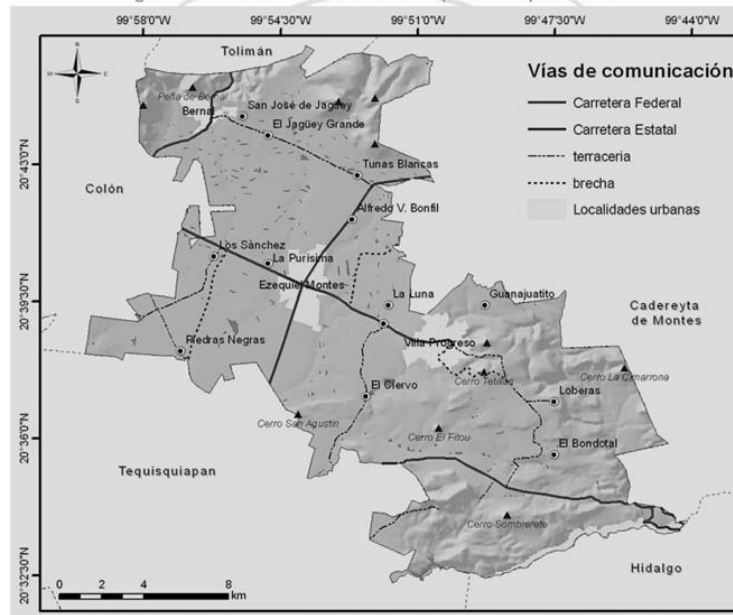 99°58'0"W
99°54'30"W
99°51'0"W
99°47'30"W
99°44'0"W
Tolimán
Vías de comunicación
Carretera Federal
Carretera Estatal
terraceria
brecha
Localidades urbanas
Peña de Bernal
Bernal
San José de Jagüey
El Jagüey Grande
20°43'0"N
Tunas Blancas
Colón
Alfredo V. Bonfil
Los Sànchez
La Purísima
Ezequiel Montes
20°39'30"N
La Luna
Guanajuatito
Cadereyta
de Montes
Piedras Negras
Villa Progreso
Cerro Tetillas
Cerro La Cimarrona
El Ciervo
Loberas
Cerro San Agustín
Cerro El Fitou
20°36'0"N
El Bondotal
Tequisquiapan
Cerro Sombrerete
Hidalgo
20°32'30"N
0 2 4 8
km